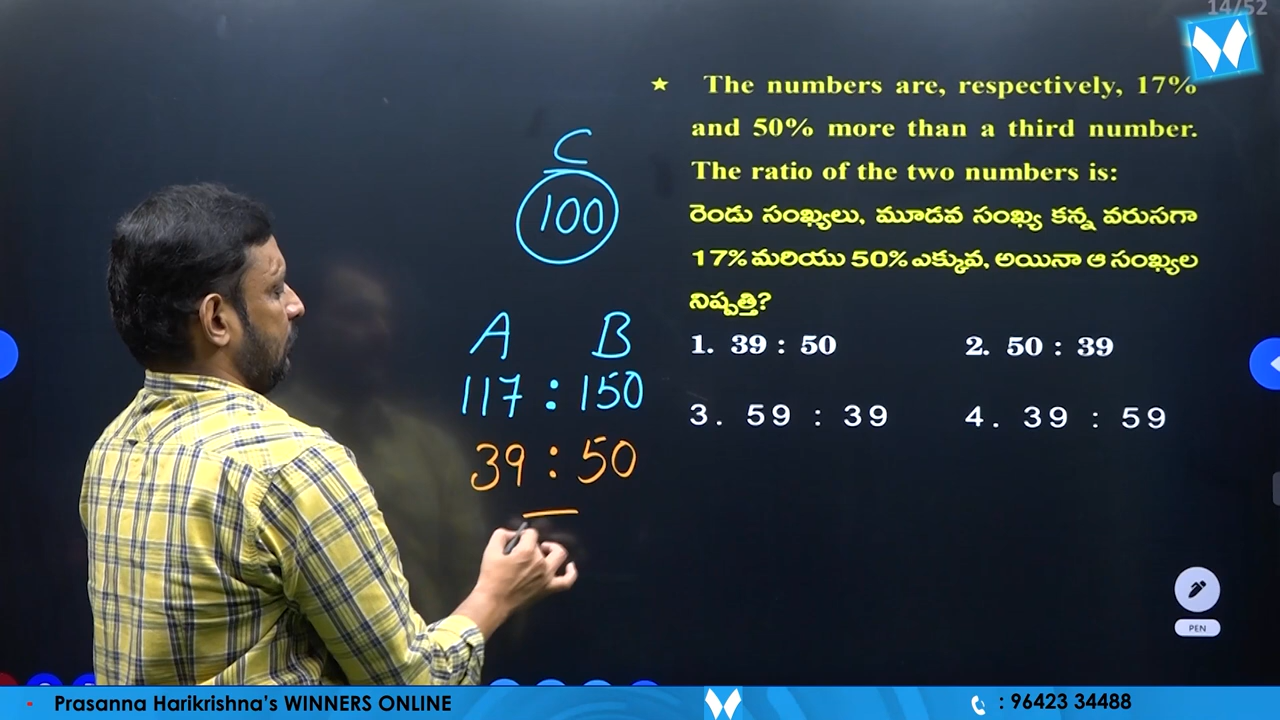 14/52
★ The numbers are, respectively, 17%
and 50% more than a third number.
The ratio of the two numbers is:
రెండు సంఖ్యలు, మూడవ సంఖ్య కన్న వరుసగా
17% మరియు 50% ఎక్కువ, అయినా ఆ సంఖ్యల
నిష్పత్తి?
1. 39 : 50 2. 50 : 39
3. 59 : 39 4. 39 : 59
C
100
A B
117 : 150
39 : 50
PEN
- Prasanna Harikrishna's WINNERS ONLINE : 96423 34488